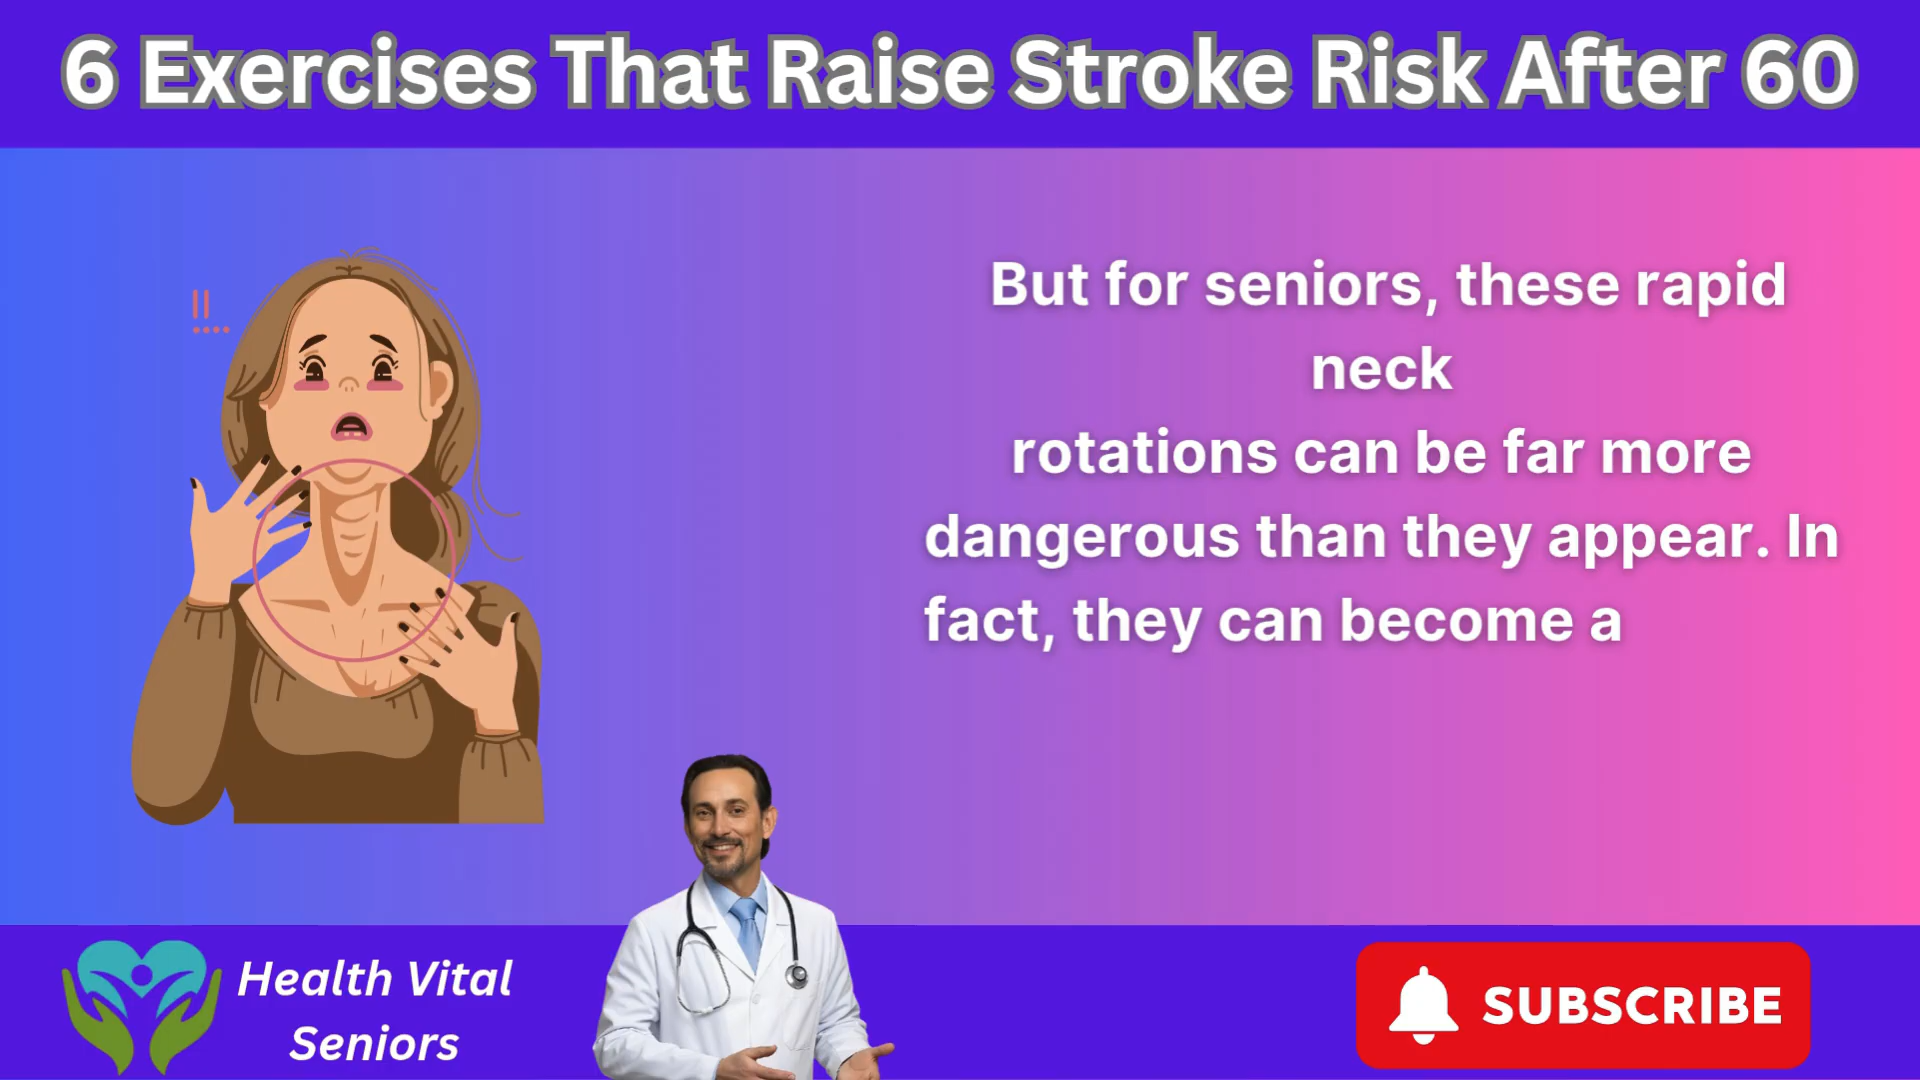 6 Exercises That Raise Stroke Risk After 60
But for seniors, these rapid
neck
rotations can be far more
dangerous than they appear. In
fact, they can become a
Health Vital
Seniors
SUBSCRIBE